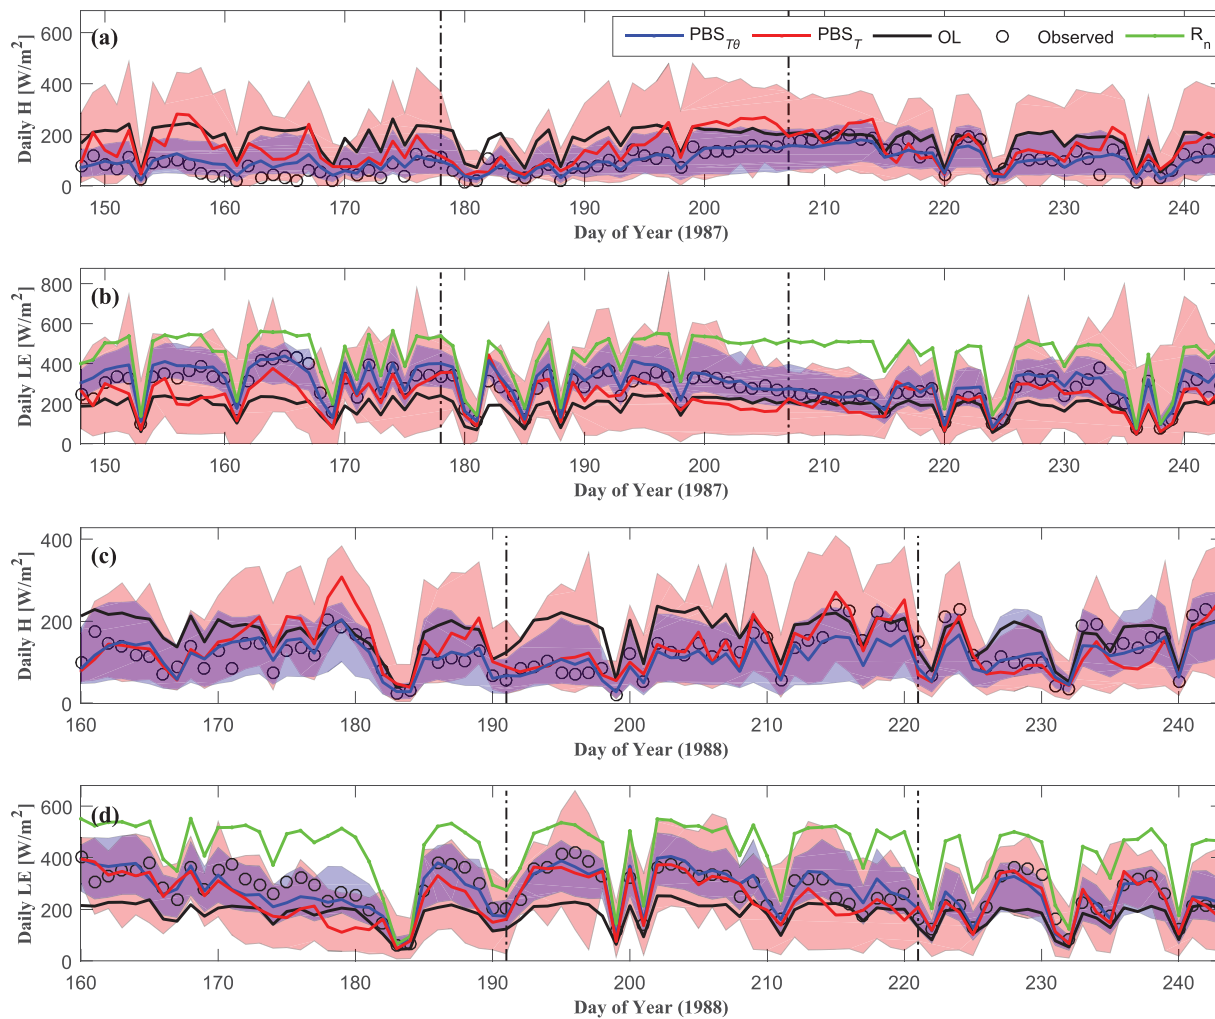 (a)
PBSTθ PBST OL Observed Rn
Daily H [W/m2]
600
400
200
0
150 160 170 180 190 200 210 220 230 240
Day of Year (1987)
(b)
Daily LE [W/m2]
800
600
400
200
0
150 160 170 180 190 200 210 220 230 240
Day of Year (1987)
(c)
Daily H [W/m2]
400
200
0
160 170 180 190 200 210 220 230 240
Day of Year (1988)
(d)
Daily LE [W/m2]
600
400
200
0
160 170 180 190 200 210 220 230 240
Day of Year (1988)